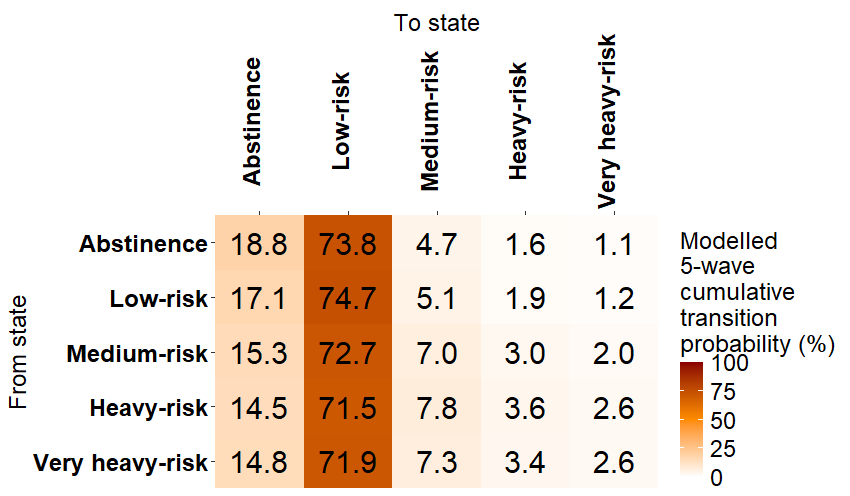 To state
Abstinence
Low-risk
Medium-risk
Heavy-risk
Very heavy-risk
From state
Abstinence 18.8 73.8 4.7 1.6 1.1
Low-risk 17.1 74.7 5.1 1.9 1.2
Medium-risk 15.3 72.7 7.0 3.0 2.0
Heavy-risk 14.5 71.5 7.8 3.6 2.6
Very heavy-risk 14.8 71.9 7.3 3.4 2.6
Modelled
5-wave
cumulative
transition
probability (%)
100
75
50
25
0